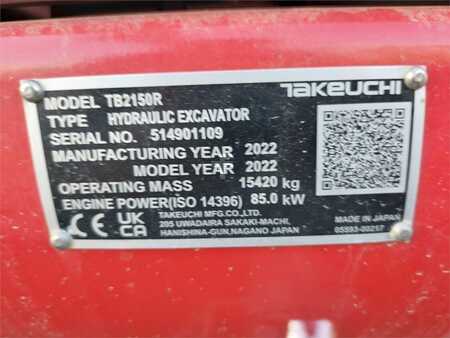 TAKEUCHI
MODEL TB2150R
TYPE HYDRAULIC EXCAVATOR
SERIAL NO. 514901109
MANUFACTURING YEAR 2022
MODEL YEAR 2022
OPERATING MASS 15420 kg
ENGINE POWER(ISO 14396) 85.0 kW
CE UK CA
TAKEUCHI MFG.CO.,LTD.
205 UWADAIRA SAKAKI-MACHI,
HANISHINA-GUN,NAGANO JAPAN
MADE IN JAPAN
05593-00217